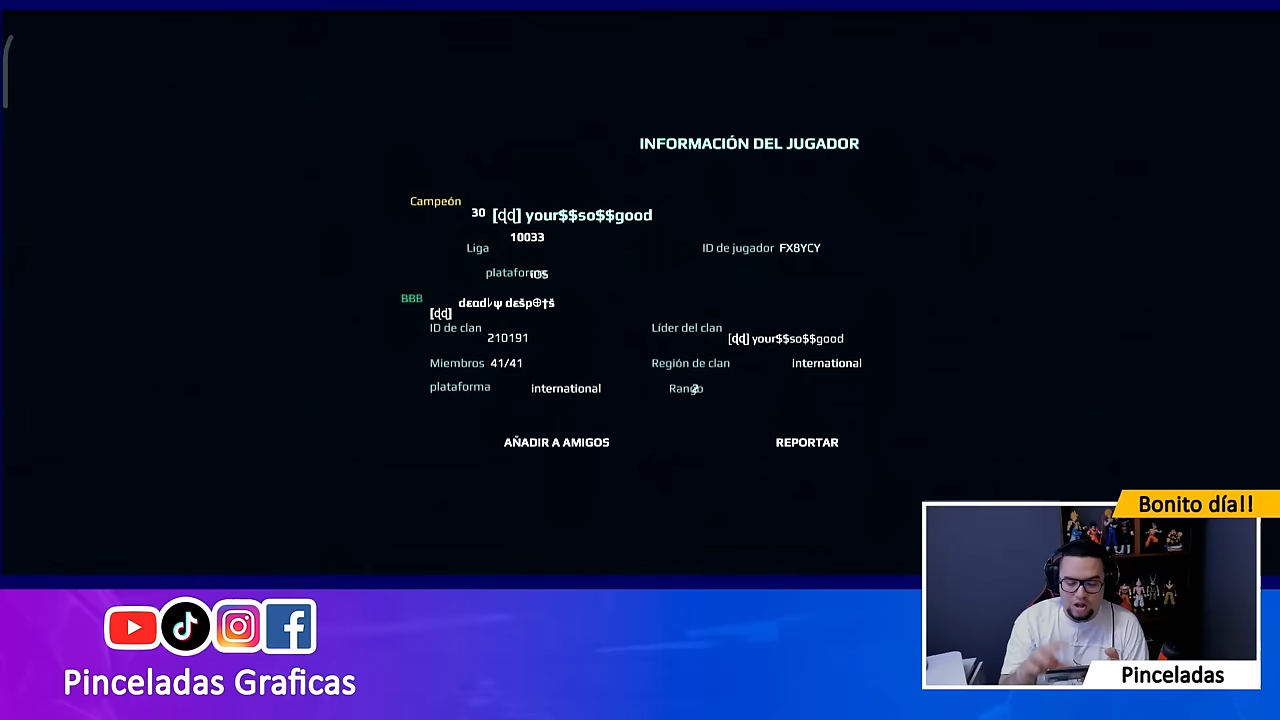 INFORMACIÓN DEL JUGADOR
Campeón
30 [ɖɖ] your$$so$$good
10033
Liga
ID de jugador FX8YCY
plataforma iOS
BBB
[ɖɖ]
ID de clan 210191
Líder del clan [ɖɖ] your$$so$$good
Miembros 41/41
Región de clan International
plataforma international
Rango 2
AÑADIR A AMIGOS
REPORTAR
Bonito día!!
Pinceladas
Pinceladas Graficas